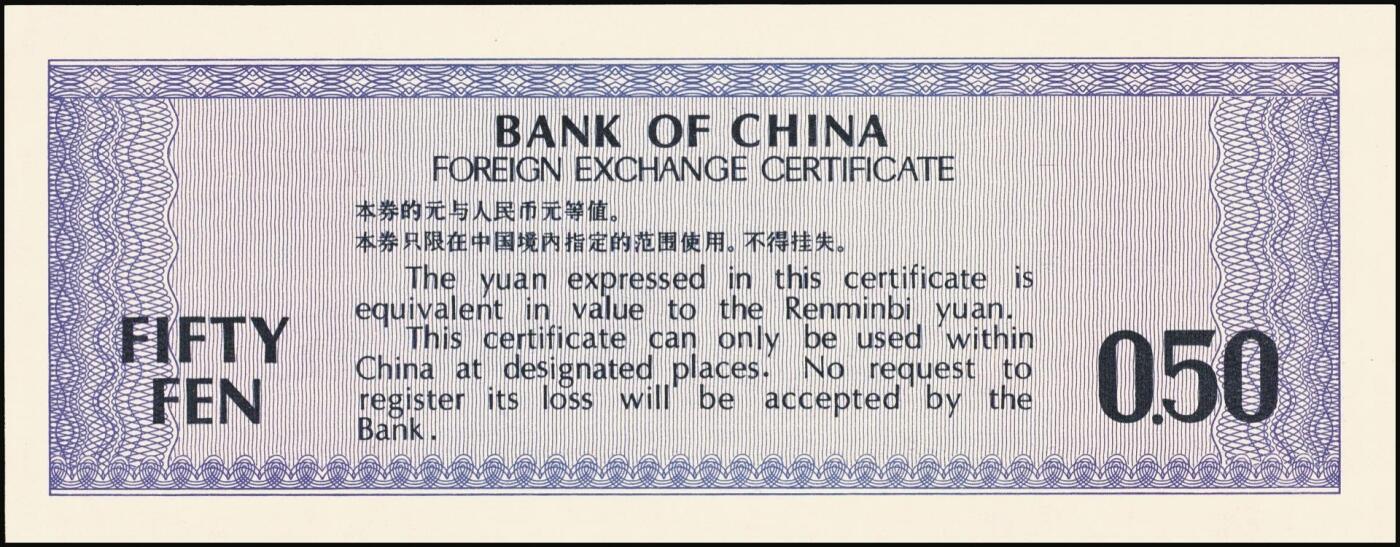 BANK OF CHINA
FOREIGN EXCHANGE CERTIFICATE
本券的元与人民币元等值。
本券只限在中国境内指定的范围使用。不得挂失。
The yuan expressed in this certificate is
equivalent in value to the Renminbi yuan.
This certificate can only be used within
China at designated places. No request to
register its loss will be accepted by the
Bank.
FIFTY
FEN
0.50